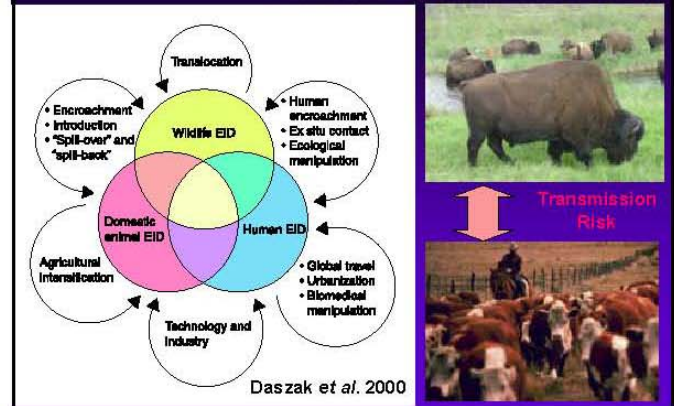 Translocation
• Encroachment
• Introduction
• "Spill-over" and
"spill-back"
• Human
encroachment
• Ex situ contact
• Ecological
manipulation
Wildlife EID
Domestic
animal EID
Human EID
Agricultural
Intensification
• Global travel
• Urbanization
• Biomedical
manipulation
Technology and
Industry
Daszak et al. 2000
Transmission
Risk